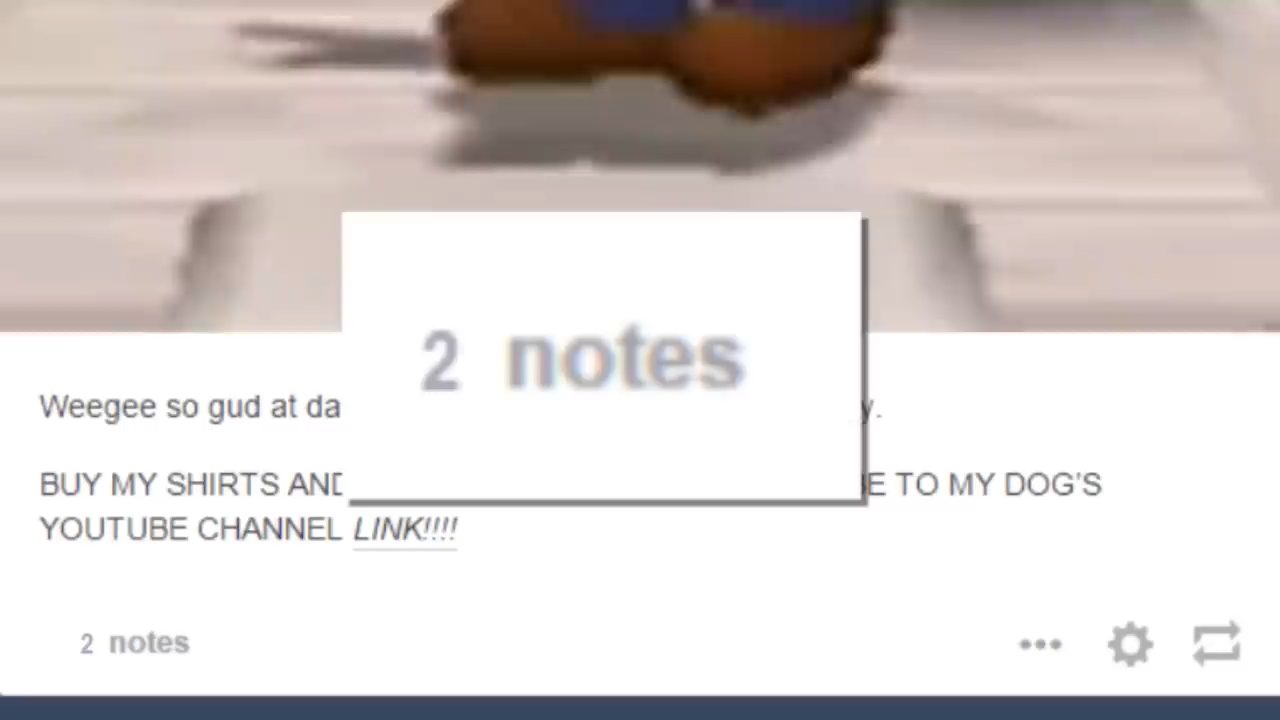 2 notes
Weegee so gud at da y.
BUY MY SHIRTS AND E TO MY DOG'S
YOUTUBE CHANNEL LINK!!!!
2 notes